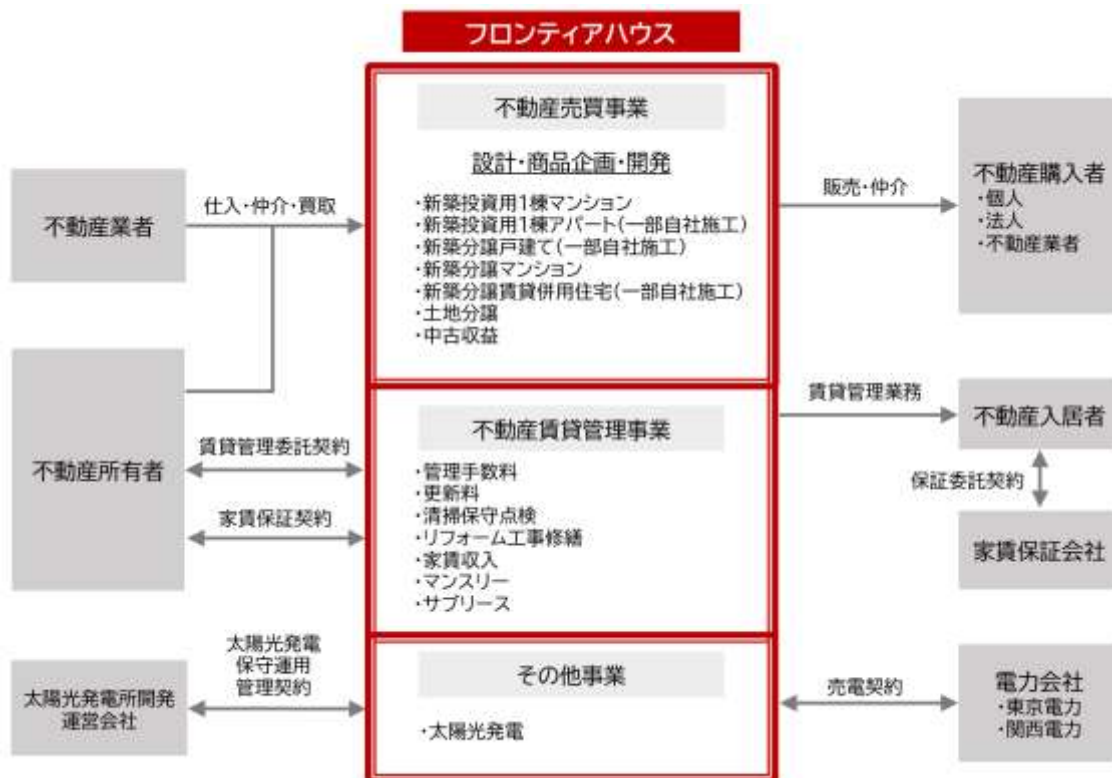 フロンティアハウス
不動産売買事業
設計・商品企画・開発
・新築投資用1棟マンション
・新築投資用1棟アパート(一部自社施工)
・新築分譲戸建て(一部自社施工)
・新築分譲マンション
・新築分譲賃貸併用住宅(一部自社施工)
・土地分譲
・中古収益
不動産業者
仕入・仲介・買取
販売・仲介
不動産購入者
・個人
・法人
・不動産業者
不動産所有者
賃貸管理委託契約
家賃保証契約
不動産賃貸管理事業
・管理手数料
・更新料
・清掃保守点検
・リフォーム工事修繕
・家賃収入
・マンスリー
・サブリース
賃貸管理業務
不動産入居者
保証委託契約
家賃保証会社
太陽光発電所開発
運営会社
太陽光発電
保守運用
管理契約
その他事業
・太陽光発電
売電契約
電力会社
・東京電力
・関西電力